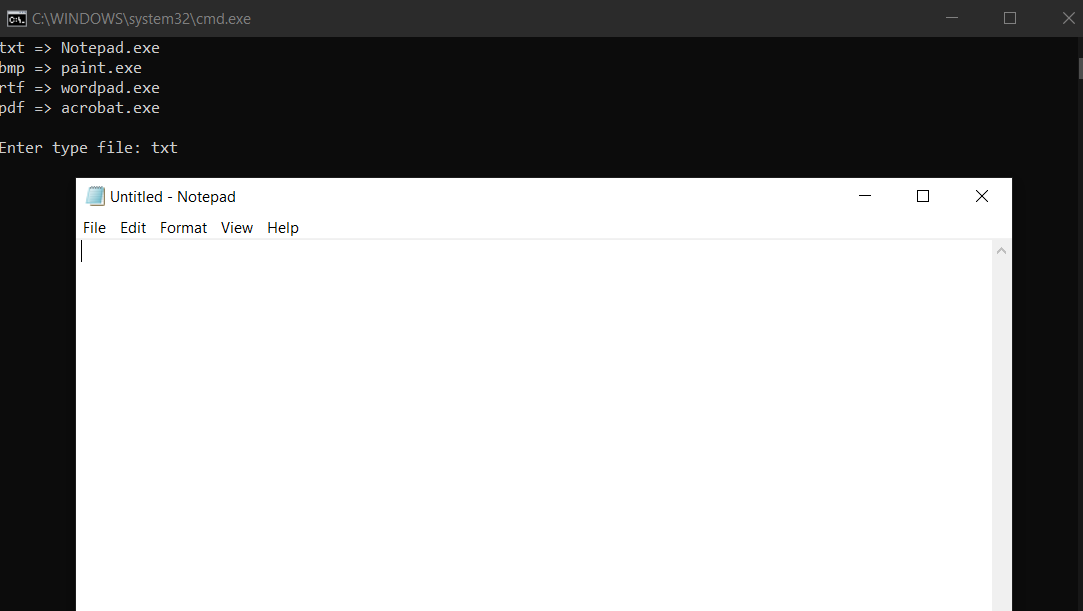 C:\WINDOWS\system32\cmd.exe
txt => Notepad.exe
bmp => paint.exe
rtf => wordpad.exe
pdf => acrobat.exe
Enter type file: txt
Untitled - Notepad
File Edit Format View Help